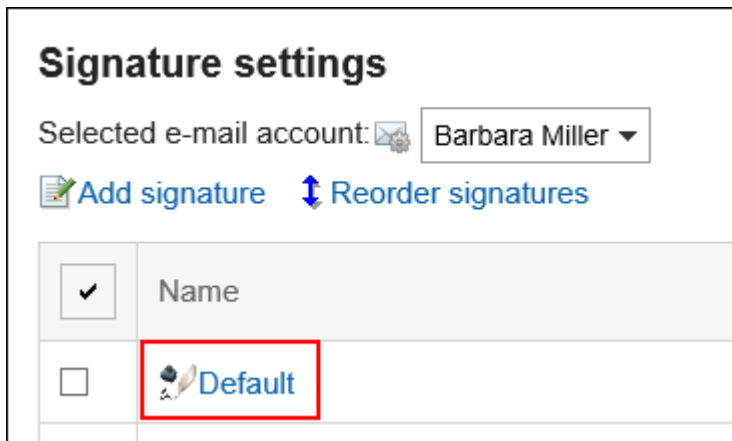 Signature settings
Selected e-mail account: Barbara Miller
Add signature Reorder signatures
Name
Default